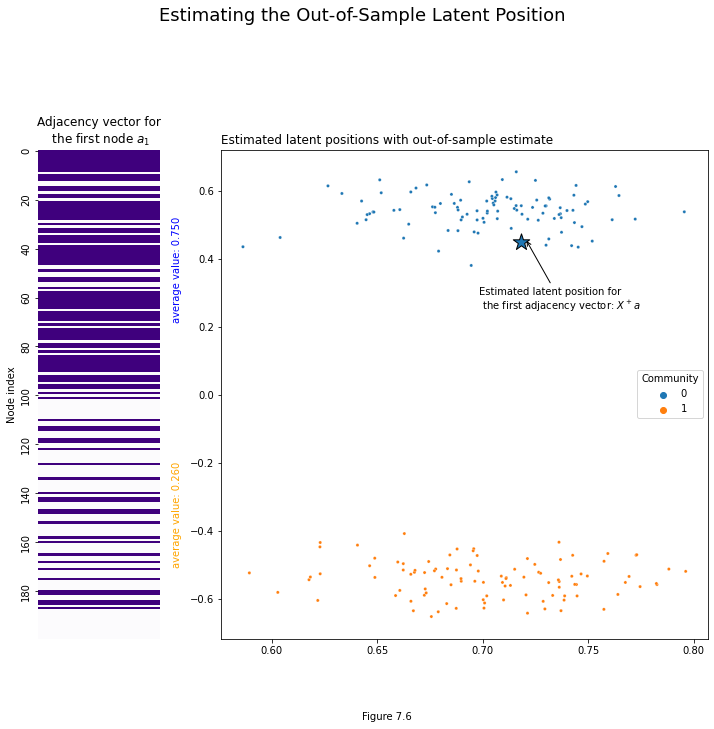 Estimating the Out-of-Sample Latent Position
Adjacency vector for
the first node a₁
Node index
0
20
40
60
80
100
120
140
160
180
average value: 0.750
average value: 0.260
Estimated latent positions with out-of-sample estimate
0.6
0.4
0.2
0.0
−0.2
−0.4
−0.6
0.60
0.65
0.70
0.75
0.80
Estimated latent position for
the first adjacency vector: X⁺a
Community
0
1
Figure 7.6